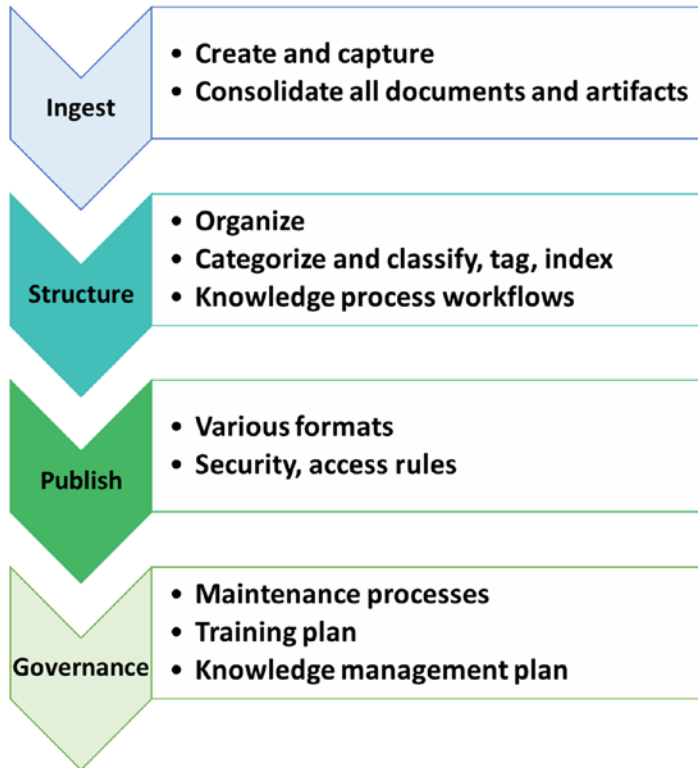 Ingest
• Create and capture
• Consolidate all documents and artifacts
Structure
• Organize
• Categorize and classify, tag, index
• Knowledge process workflows
Publish
• Various formats
• Security, access rules
Governance
• Maintenance processes
• Training plan
• Knowledge management plan